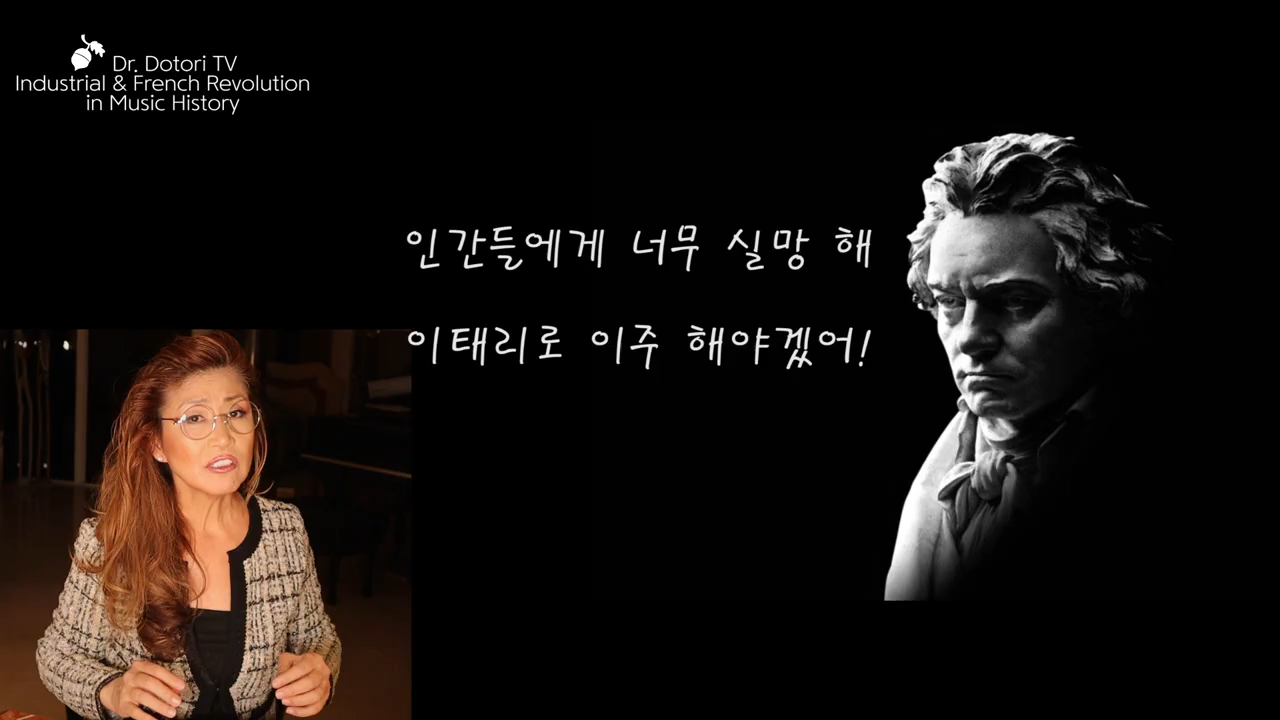 Dr. Dotori TV
Industrial & French Revolution
in Music History
인간들에게 너무 실망 해
이태리로 이주 해야겠어!